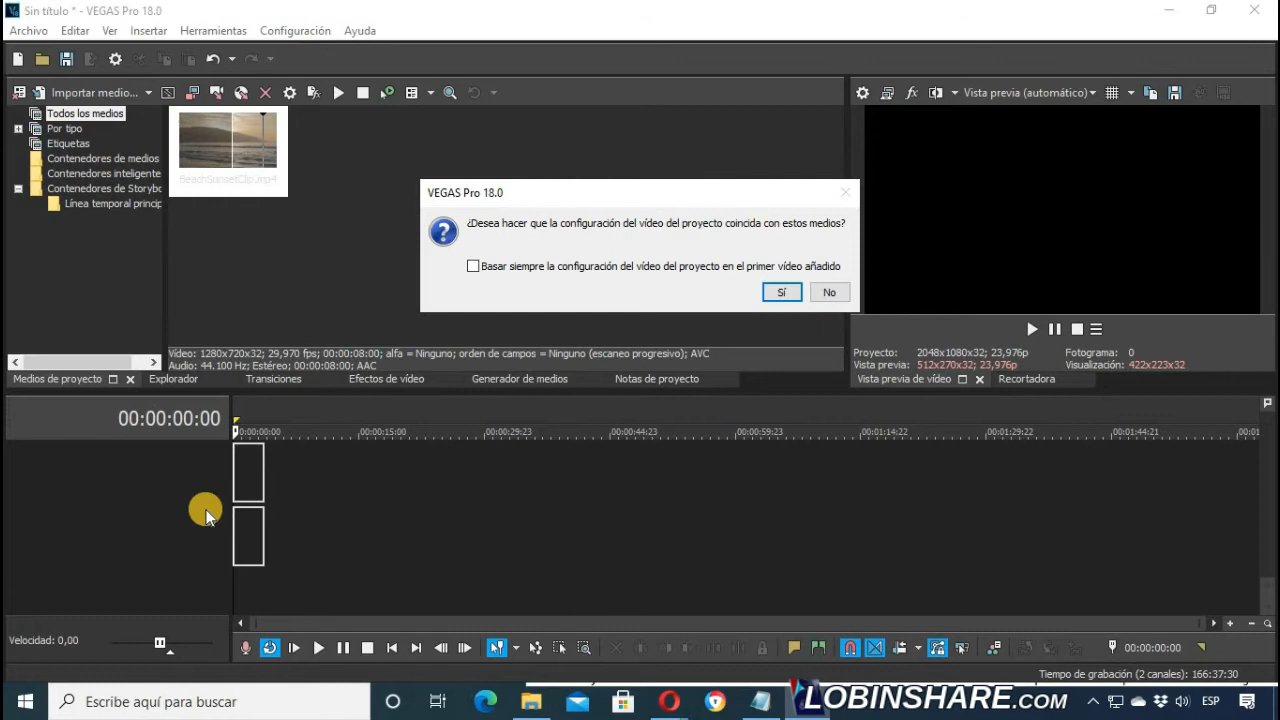 Sin título * - VEGAS Pro 18.0
Archivo Editar Ver Insertar Herramientas Configuración Ayuda
Importar medio...
Vista previa (automático)
Todos los medios
Por tipo
Etiquetas
Contenedores de medios
Contenedores inteligente
Contenedores de Storybo
Línea temporal princip
BeachSunsetClip.mp4
VEGAS Pro 18.0
¿Desea hacer que la configuración del vídeo del proyecto coincida con estos medios?
Basar siempre la configuración del vídeo del proyecto en el primer vídeo añadido
Sí No
Vídeo: 1280x720x32; 29,970 fps; 00:00:08:00; alfa = Ninguno; orden de campos = Ninguno (escaneo progresivo); AVC
Audio: 44.100 Hz; Estéreo; 00:00:08:00; AAC
Proyecto: 2048x1080x32; 23,976p Fotograma: 0
Vista previa: 512x270x32; 23,976p Visualización: 422x223x32
Medios de proyecto Explorador Transiciones Efectos de vídeo Generador de medios Notas de proyecto
Vista previa de vídeo Recortadora
00:00:00:00
0:00:00:00 00:00:15:00 00:00:29:23 00:00:44:23 00:00:59:23 00:01:14:22 00:01:29:22 00:01:44:21 00:01
Velocidad: 0,00
00:00:00:00
Tiempo de grabación (2 canales): 166:37:30
Escribe aquí para buscar
LOBINSHARE.COM
ESP